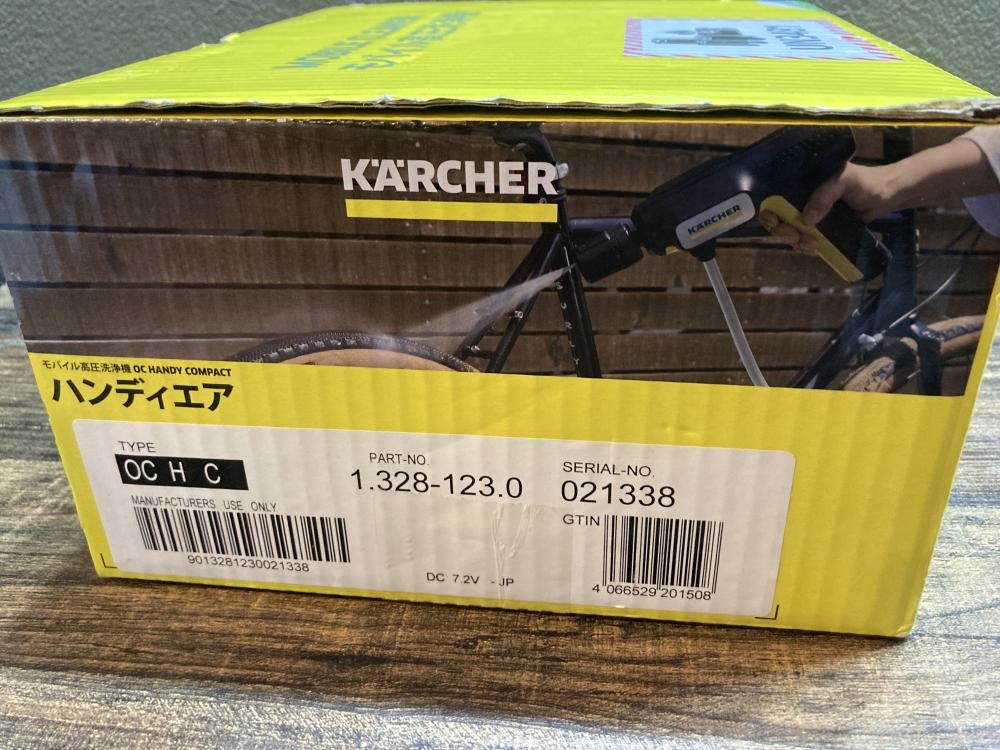 KÄRCHER
KÄRCHER
モバイル高圧洗浄機 OC HANDY COMPACT
ハンディエア
TYPE
OC H C
PART-NO.
1.328-123.0
SERIAL-NO.
021338
MANUFACTURERS USE ONLY
9013281230021338
GTIN
4 066529 201508
DC 7.2V - JP